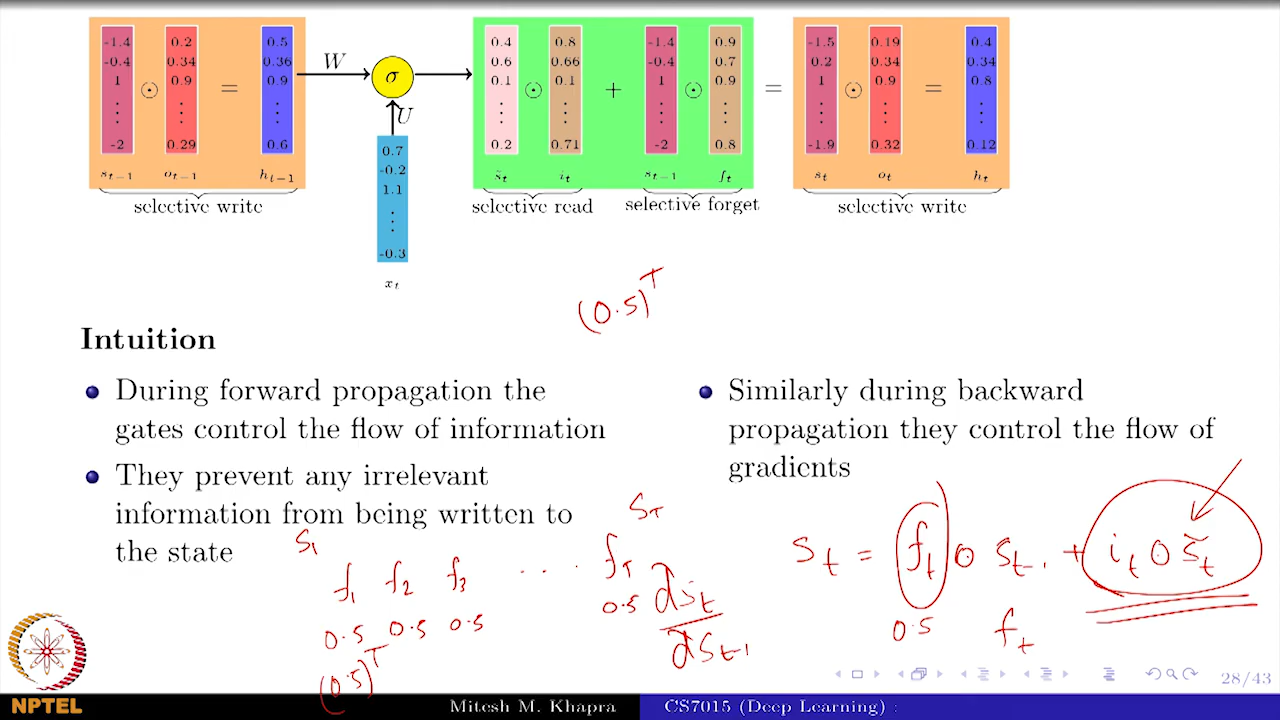 -1.4 0.2 0.5 0.4 0.8 -1.4 0.9 -1.5 0.19 0.4
-0.4 0.34 0.36 W 0.6 0.66 -0.4 0.7 0.2 0.34 0.34
1 ⊙ 0.9 = 0.9 σ 0.1 ⊙ 0.1 + 1 ⊙ 0.9 = 1 ⊙ 0.9 = 0.8
U
-2 0.29 0.6 0.2 0.71 -2 0.8 -1.9 0.32 0.12
s_{t-1} o_{t-1} h_{t-1} s̃_t i_t s_{t-1} f_t s_t o_t h_t
selective write selective read selective forget selective write
0.7
-0.2
1.1
-0.3
x_t
(0.5)^T
Intuition
During forward propagation the
gates control the flow of information
They prevent any irrelevant
information from being written to
the state
Similarly during backward
propagation they control the flow of
gradients
s_t = f_t ⊙ s_{t-1} + i_t ⊙ s̃_t
0.5 f_t
s_1 s_T
f_1 f_2 f_3 . . . . f_T
0.5 0.5 0.5 0.5
(0.5)^T
∂s_t
∂s_{t-1}
28/43
NPTEL Mitesh M. Khapra CS7015 (Deep Learning) :